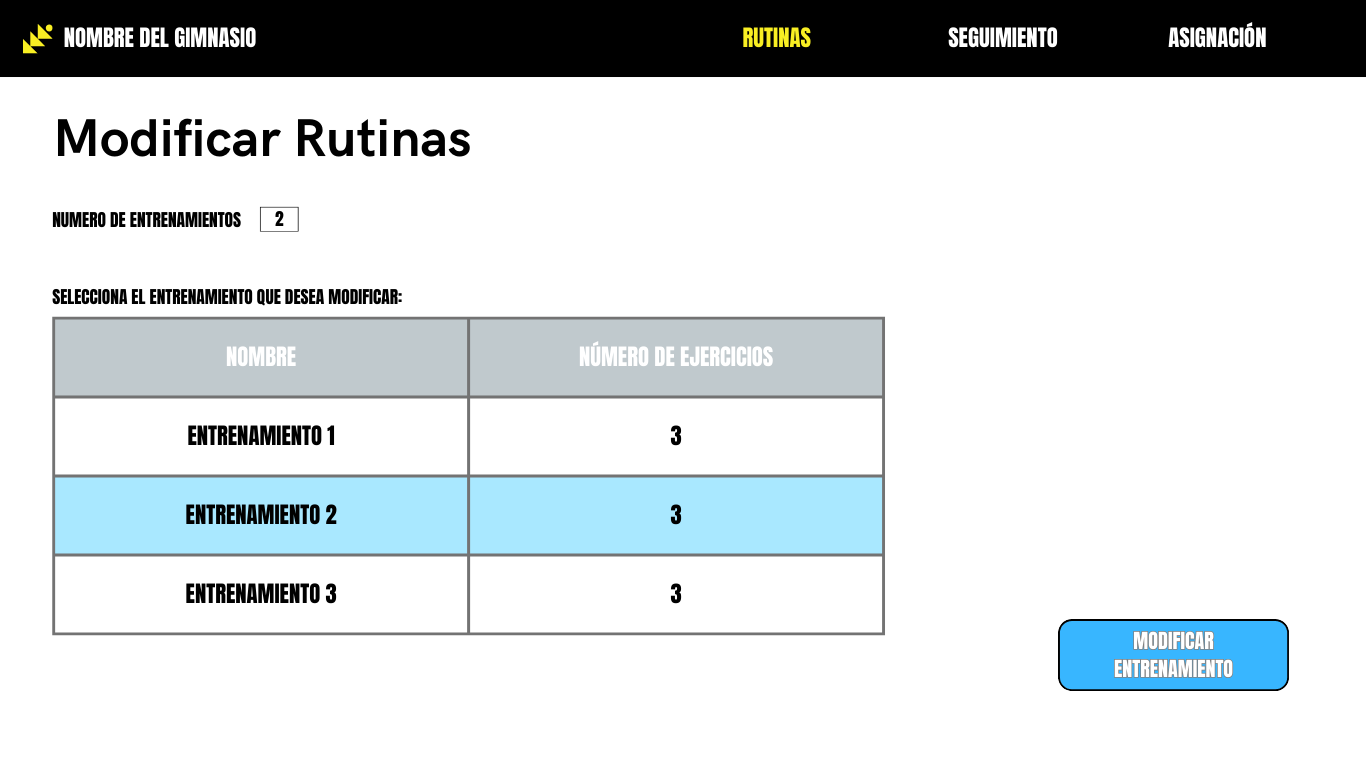 NOMBRE DEL GIMNASIO RUTINAS SEGUIMIENTO ASIGNACIÓN
Modificar Rutinas
NUMERO DE ENTRENAMIENTOS 2
SELECCIONA EL ENTRENAMIENTO QUE DESEA MODIFICAR:
NOMBRE NÚMERO DE EJERCICIOS
ENTRENAMIENTO 1 3
ENTRENAMIENTO 2 3
ENTRENAMIENTO 3 3
MODIFICAR
ENTRENAMIENTO